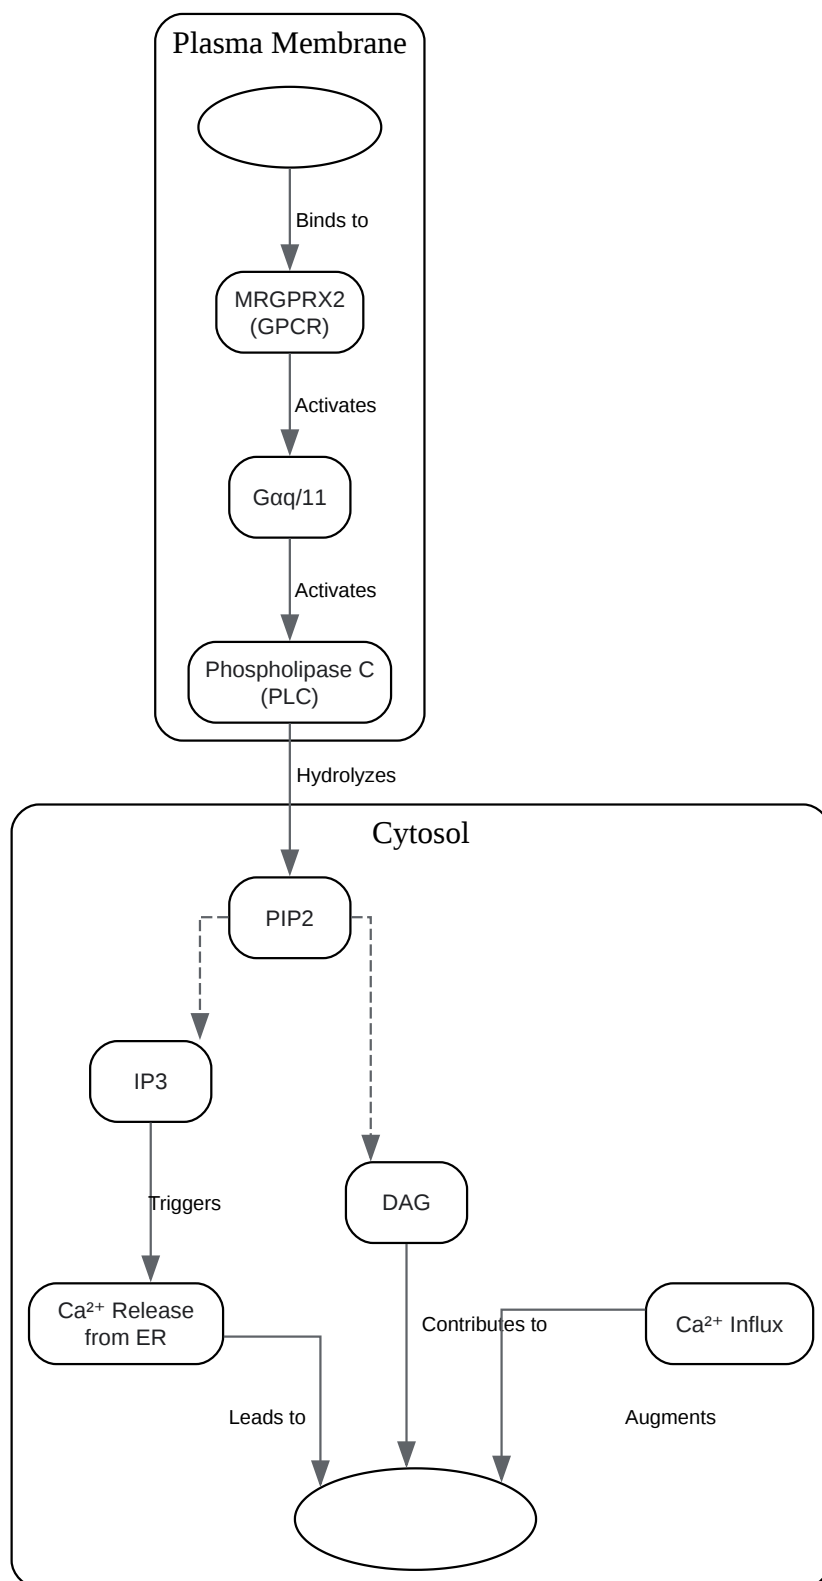 Plasma Membrane
Binds to
MRGPRX2
(GPCR)
Activates
Gαq/11
Activates
Phospholipase C
(PLC)
Hydrolyzes
Cytosol
PIP2
IP3
Triggers
DAG
Ca²⁺ Release
from ER
Contributes to
Ca²⁺ Influx
Leads to
Augments